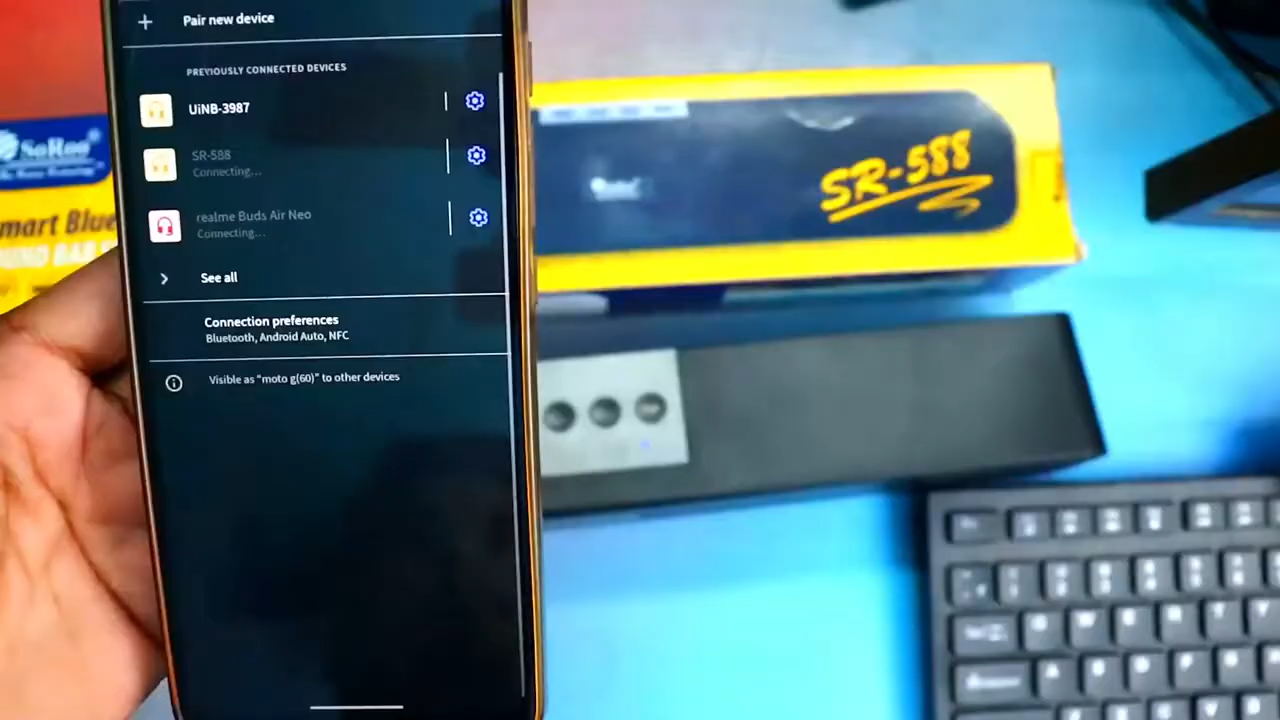 Pair new device
PREVIOUSLY CONNECTED DEVICES
UiNB-3987
SR-588
Connecting...
realme Buds Air Neo
Connecting...
See all
Connection preferences
Bluetooth, Android Auto, NFC
Visible as "moto g(60)" to other devices
SoRoo
mart Blue
SR-588